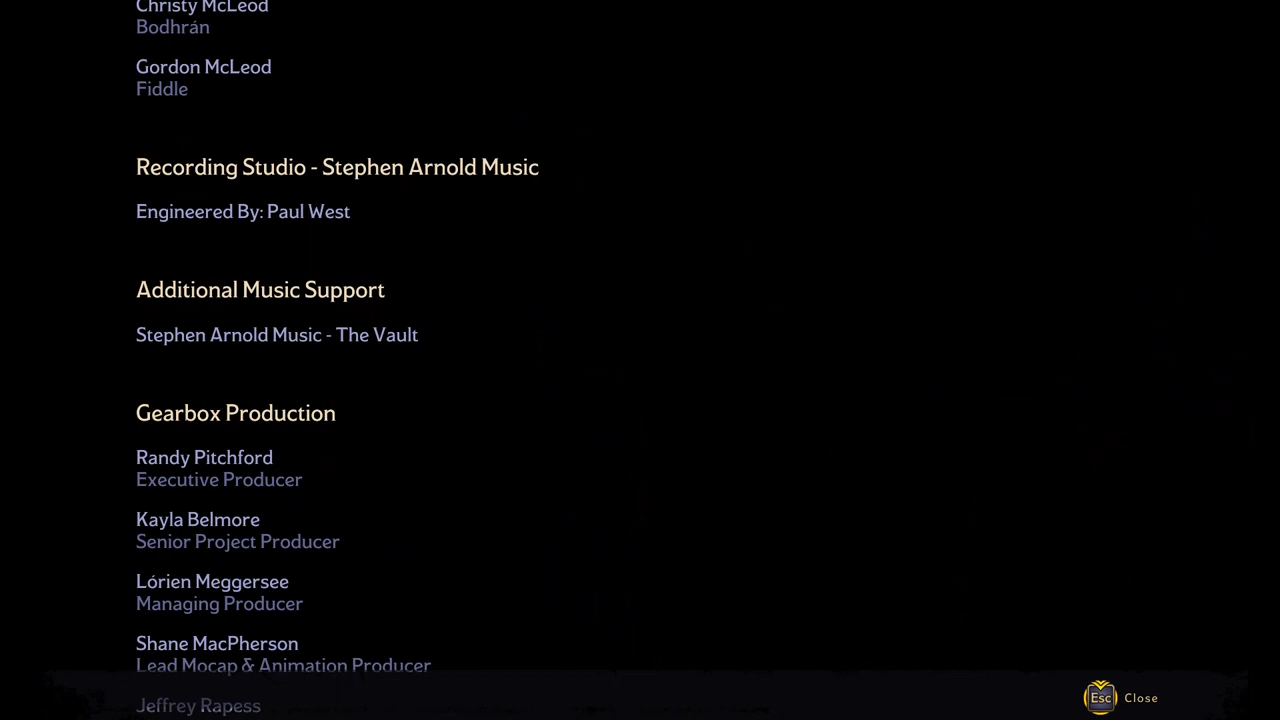 Christy McLeod
Bodhrán
Gordon McLeod
Fiddle
Recording Studio - Stephen Arnold Music
Engineered By: Paul West
Additional Music Support
Stephen Arnold Music - The Vault
Gearbox Production
Randy Pitchford
Executive Producer
Kayla Belmore
Senior Project Producer
Lórien Meggersee
Managing Producer
Shane MacPherson
Lead Mocap & Animation Producer
Jeffrey Rapess
Esc Close